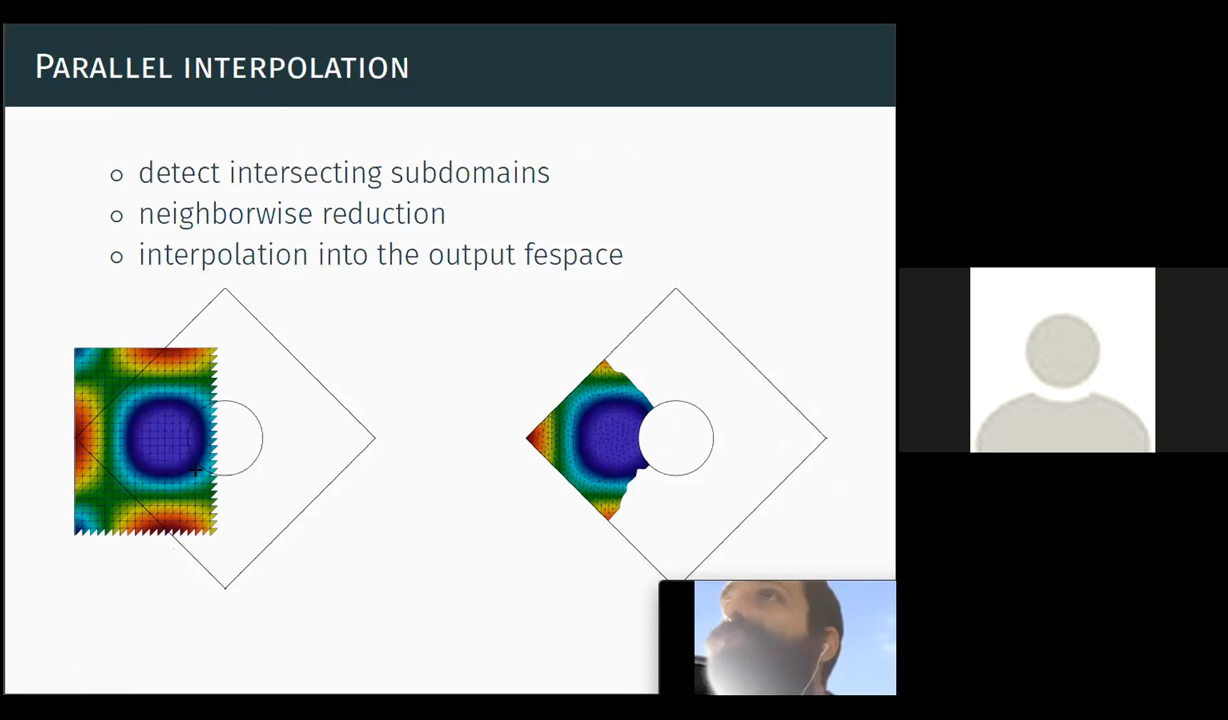 PARALLEL INTERPOLATION
detect intersecting subdomains
neighborwise reduction
interpolation into the output fespace